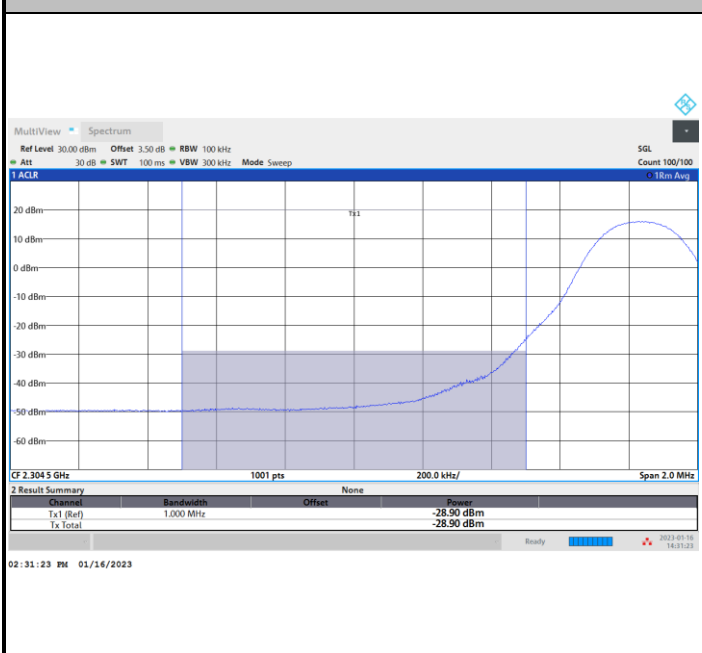 MultiView Spectrum
Ref Level 30.00 dBm Offset 3.50 dB RBW 100 kHz SGL
Att 30 dB SWT 100 ms VBW 300 kHz Mode Sweep Count 100/100
1 ACLR 1Rm Avg
Tx1
20 dBm
10 dBm
0 dBm
-10 dBm
-20 dBm
-30 dBm
-40 dBm
-50 dBm
-60 dBm
CF 2.304 5 GHz 1001 pts 200.0 kHz/ Span 2.0 MHz
2 Result Summary None
Channel Bandwidth Offset Power
Tx1 (Ref) 1.000 MHz -28.90 dBm
Tx Total -28.90 dBm
Ready 2023-01-16
14:31:23
02:31:23 PM 01/16/2023